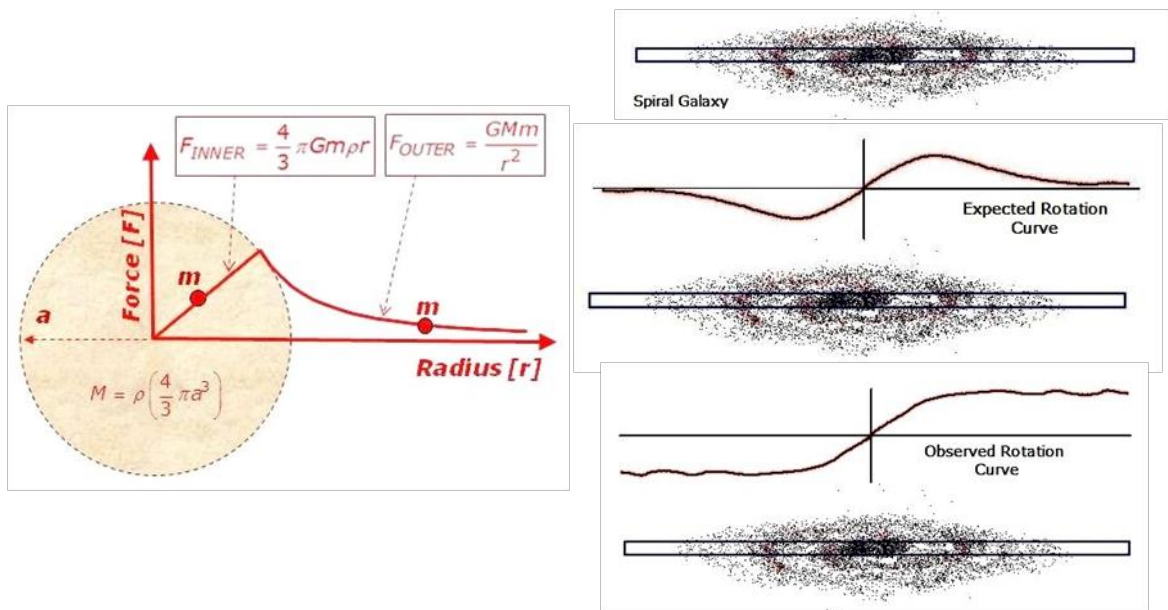 F_INNER = 4/3 πGmρr
F_OUTER = GMm/r²
Force [F]
m
m
a
Radius [r]
M = ρ(4/3 πa³)
Spiral Galaxy
Expected Rotation
Curve
Observed Rotation
Curve